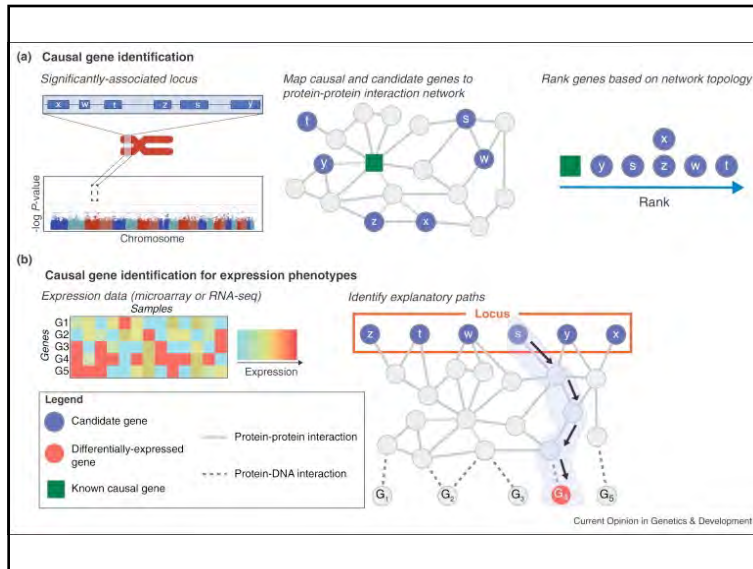 (a) Causal gene identification
Significantly-associated locus
x w t z s y
-log P-value
Chromosome
Map causal and candidate genes to
protein-protein interaction network
t
s
y
w
z
x
Rank genes based on network topology
x
y s z w t
Rank
(b)
Causal gene identification for expression phenotypes
Expression data (microarray or RNA-seq)
Samples
Genes
G1
G2
G3
G4
G5
Expression
Legend
Candidate gene
Differentially-expressed
gene
Known causal gene
Protein-protein interaction
Protein-DNA interaction
Identify explanatory paths
Locus
z t w s y x
G1 G2 G3 G4 G5
Current Opinion in Genetics & Development